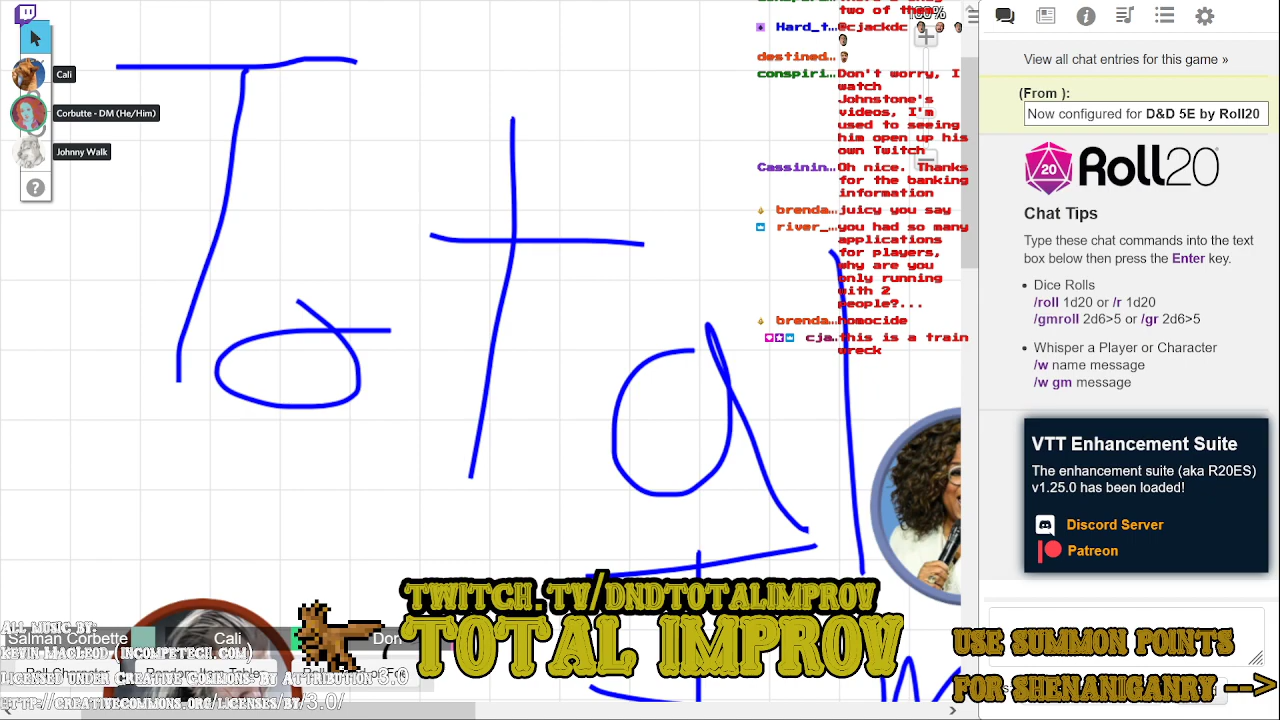 Total
Cali
Corbutte - DM (He/Him)
Johnny Walk
two of them
Hard_t…@cjackdc
destined…
conspiri…Don't worry, I
watch
Johnstone's
videos, I'm
used to seeing
him open up his
own Twitch
Cassinin…Oh nice. Thanks
for the banking
information
brenda…juicy you say
river_…you had so many
applications
for players,
why are you
only running
with 2
people?...
brenda…homocide
cja…this is a train
wreck
View all chat entries for this game »
(From ):
Now configured for D&D 5E by Roll20
20
Roll20
Chat Tips
Type these chat commands into the text
box below then press the Enter key.
• Dice Rolls
/roll 1d20 or /r 1d20
/gmroll 2d6>5 or /gr 2d6>5
• Whisper a Player or Character
/w name message
/w gm message
VTT Enhancement Suite
The enhancement suite (aka R20ES)
v1.25.0 has been loaded!
Discord Server
Patreon
TWITCH.TV/DNDTOTALIMPROV
TOTAL IMPROV
Salman Corbette
Cali
USE SUMMON POINTS
FOR SHENANIGANRY -->